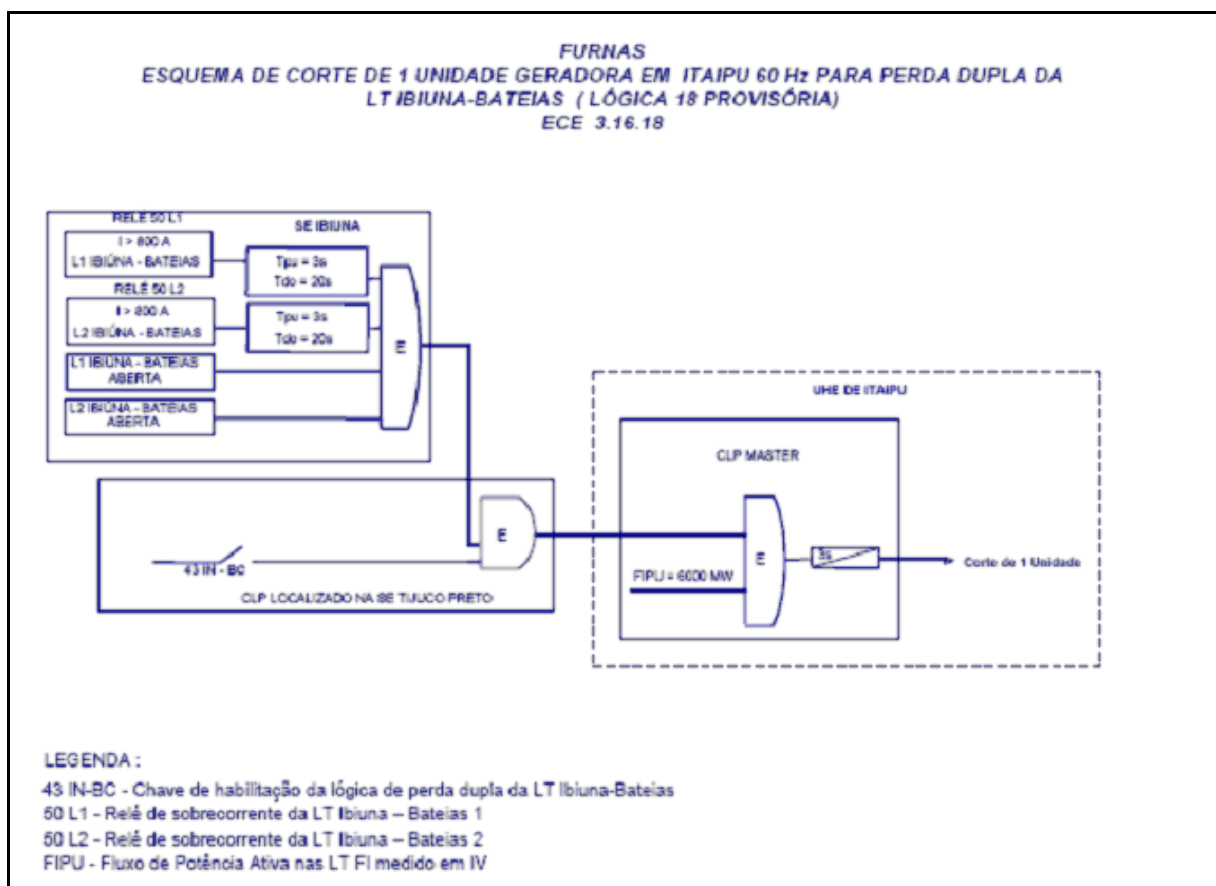 FURNAS
ESQUEMA DE CORTE DE 1 UNIDADE GERADORA EM ITAIPU 60 Hz PARA PERDA DUPLA DA
LT IBIUNA-BATEIAS ( LÓGICA 18 PROVISÓRIA)
ECE 3.16.18
RELÉ 50 L1
SE IBIUNA
I > 800 A
L1 IBIÚNA - BATEIAS
Tpu = 3s
Tdo = 20s
RELÉ 50 L2
I > 800 A
L2 IBIÚNA - BATEIAS
Tpu = 3s
Tdo = 20s
E
L1 IBIÚNA - BATEIAS
ABERTA
L2 IBIÚNA - BATEIAS
ABERTA
E
43 IN - BC
CLP LOCALIZADO NA SE TIJUCO PRETO
UHE DE ITAIPU
CLP MASTER
E
3s
Corte de 1 Unidade
FIPU = 6000 MW
LEGENDA :
43 IN-BC - Chave de habilitação da lógica de perda dupla da LT Ibiuna-Bateias
50 L1 - Relê de sobrecorrente da LT Ibiuna – Bateias 1
50 L2 - Relê de sobrecorrente da LT Ibiuna – Bateias 2
FIPU - Fluxo de Potência Ativa nas LT FI medido em IV